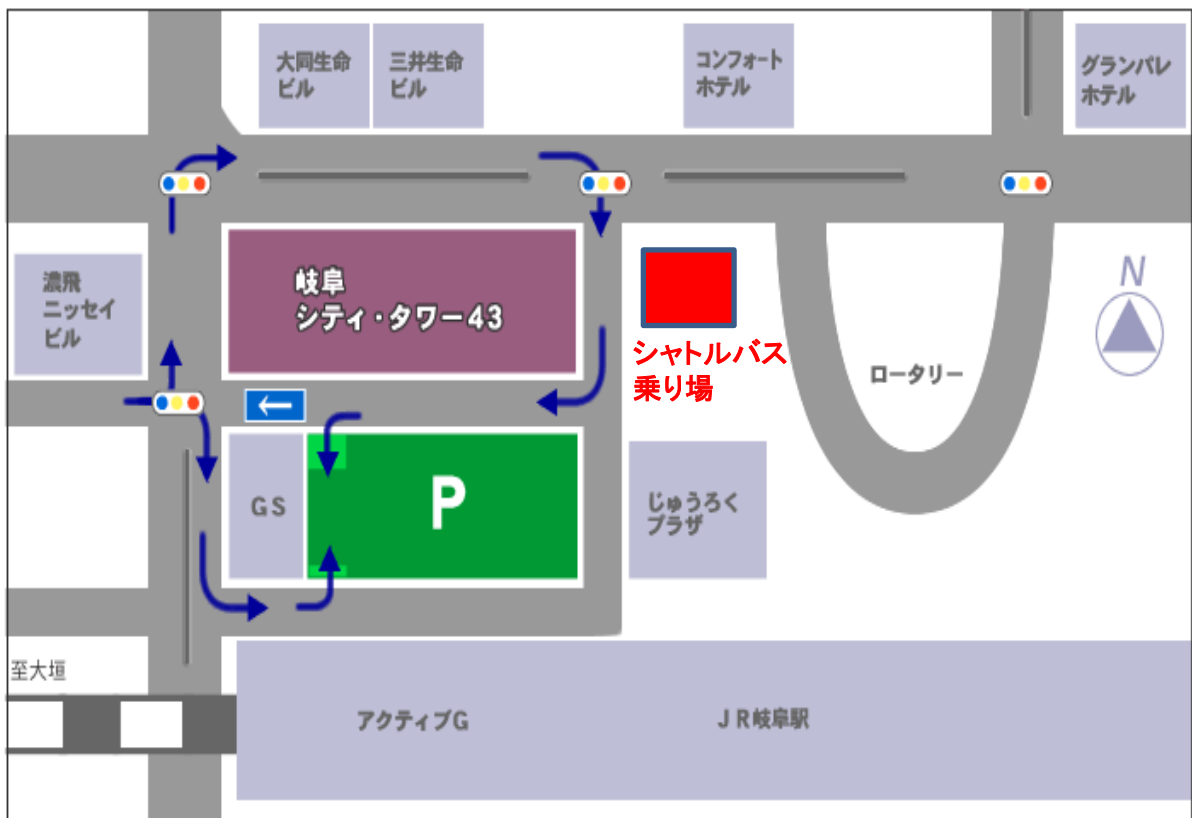 大同生命
ビル
三井生命
ビル
コンフォート
ホテル
グランパレ
ホテル
濃飛
ニッセイ
ビル
岐阜
シティ・タワー43
シャトルバス
乗り場
ロータリー
N
←
GS
P
じゅうろく
プラザ
至大垣
アクティブG
JR岐阜駅